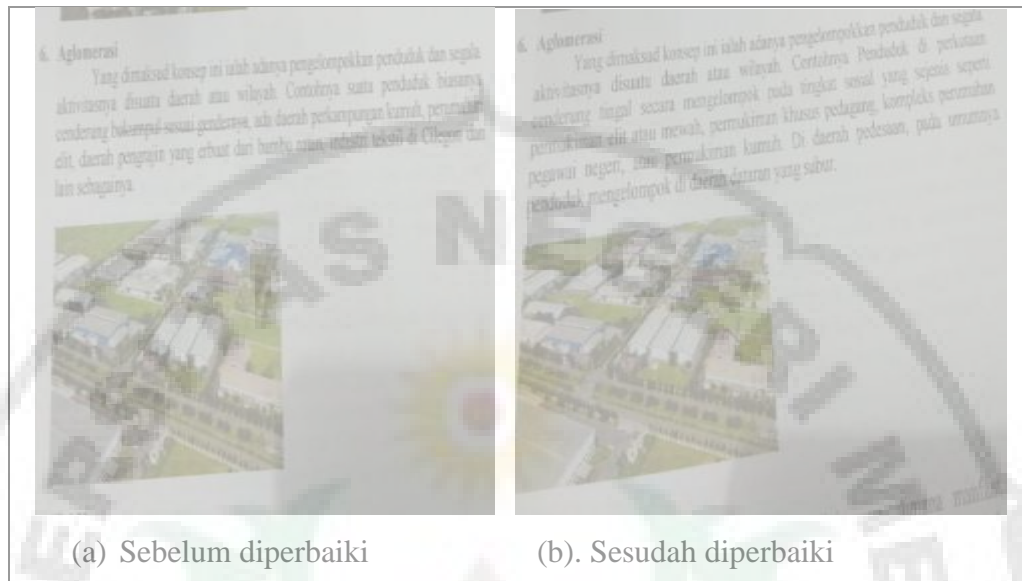 6. Aglomerasi
Yang dimaksud konsep ini ialah adanya pengelompokkan penduduk dan segala
aktivitasnya disuatu daerah atau wilayah. Contohnya suatu penduduk biasanya
cenderung sesuai gendernya, ada daerah perkampungan kumuh, perumahan
elit, daerah pengrajin yang dari bambu industri tekstil di Cilegon dan
lain sebagainya.
(a) Sebelum diperbaiki
6. Aglomerasi
Yang dimaksud konsep ini ialah adanya pengelompokkan penduduk dan segala
aktivitasnya disuatu daerah atau wilayah. Contohnya Penduduk di perkotaan
cenderung tinggal secara mengelompok pada tingkat sosial yang sejenis seperti
permukiman elit atau mewah, permukiman khusus pedagang, kompleks perumahan
pegawai negeri, atau permukiman kumuh. Di daerah pedesaan, pada umumnya
penduduk mengelompok di daerah dataran yang subur.
(b). Sesudah diperbaiki